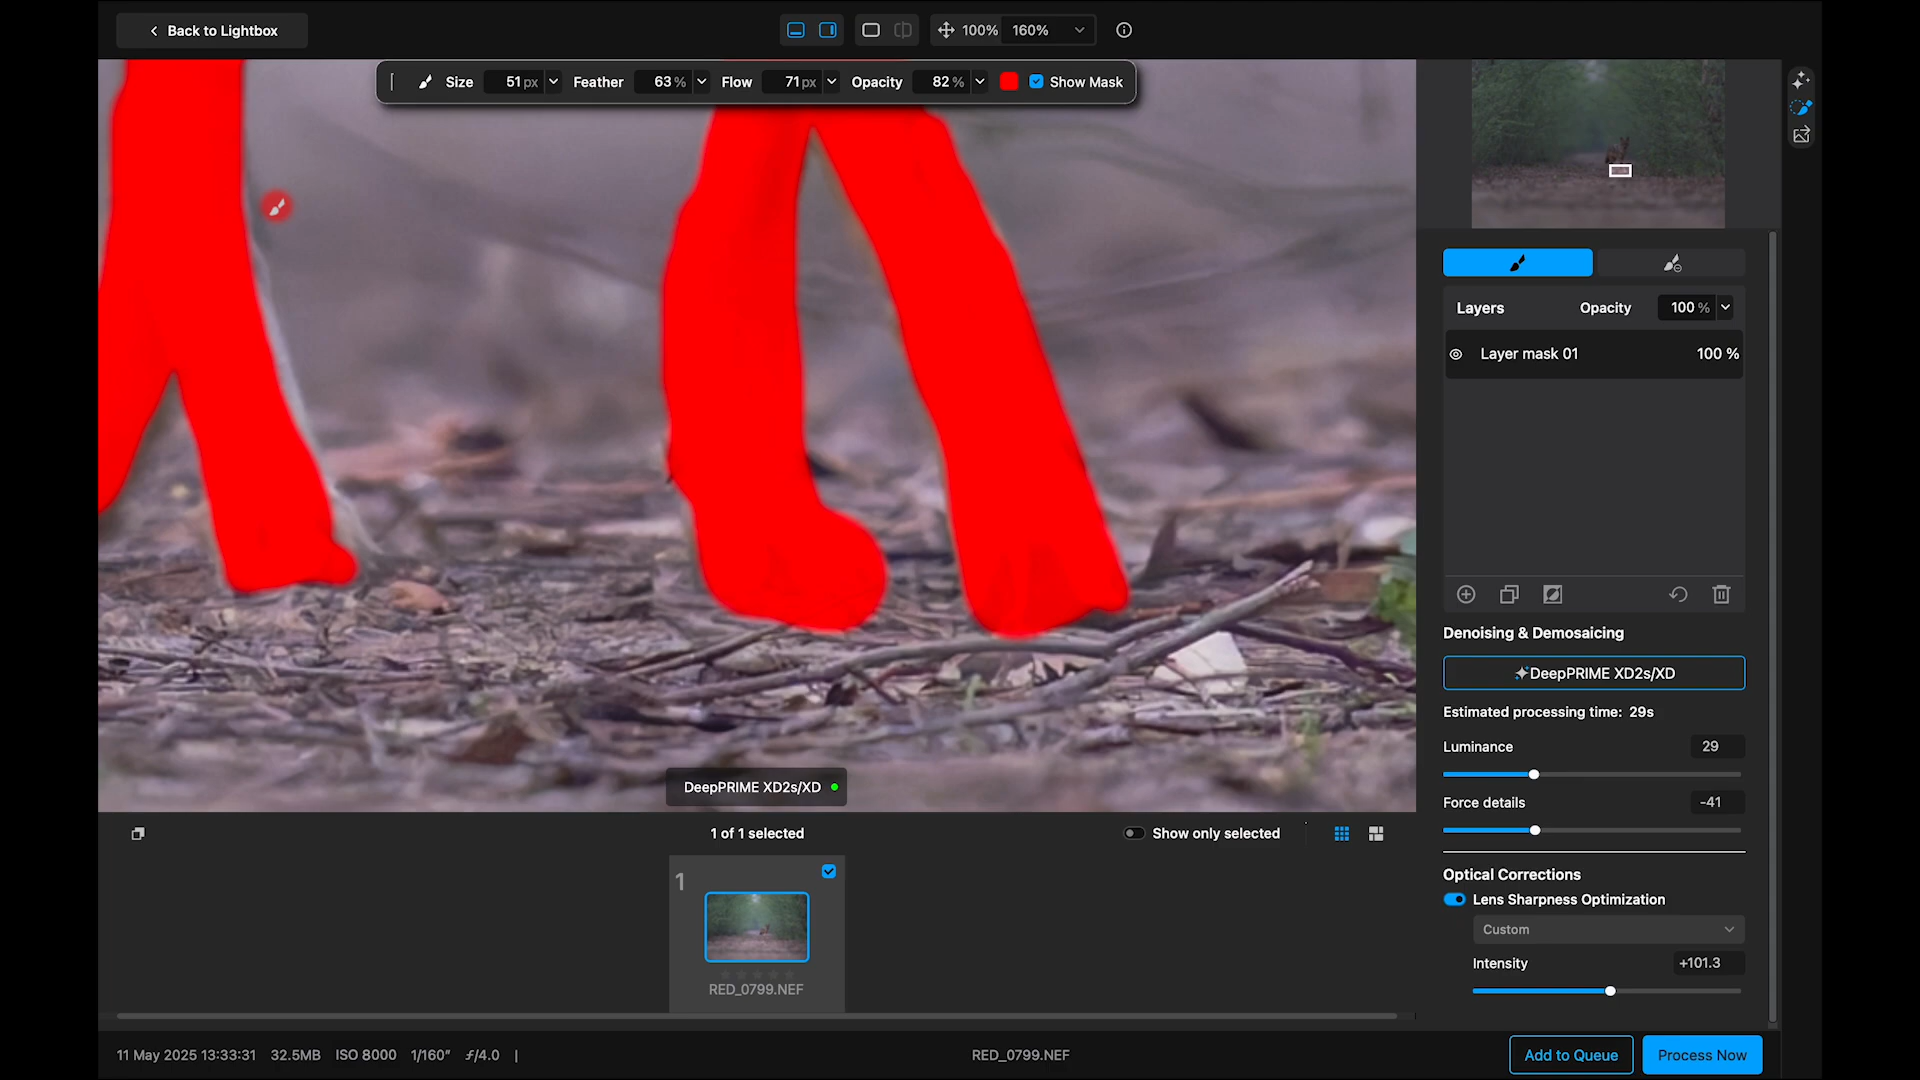 Back to Lightbox
100% 160%
Size 51 px Feather 63 % Flow 71 px Opacity 82 % Show Mask
Layers Opacity 100 %
Layer mask 01 100 %
Denoising & Demosaicing
DeepPRIME XD2s/XD
Estimated processing time: 29s
Luminance 29
Force details -41
Optical Corrections
Lens Sharpness Optimization
Custom
Intensity +101.3
DeepPRIME XD2s/XD
1 of 1 selected
Show only selected
1
RED_0799.NEF
11 May 2025 13:33:31 32.5MB ISO 8000 1/160" ƒ/4.0 |
RED_0799.NEF
Add to Queue
Process Now